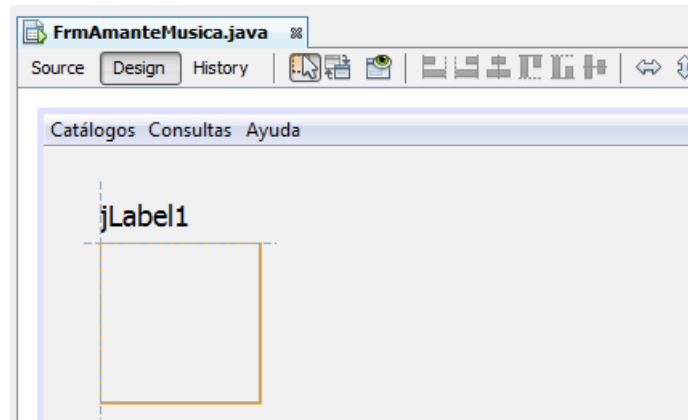 FrmAmanteMusica.java
Source Design History
Catálogos Consultas Ayuda
jLabel1